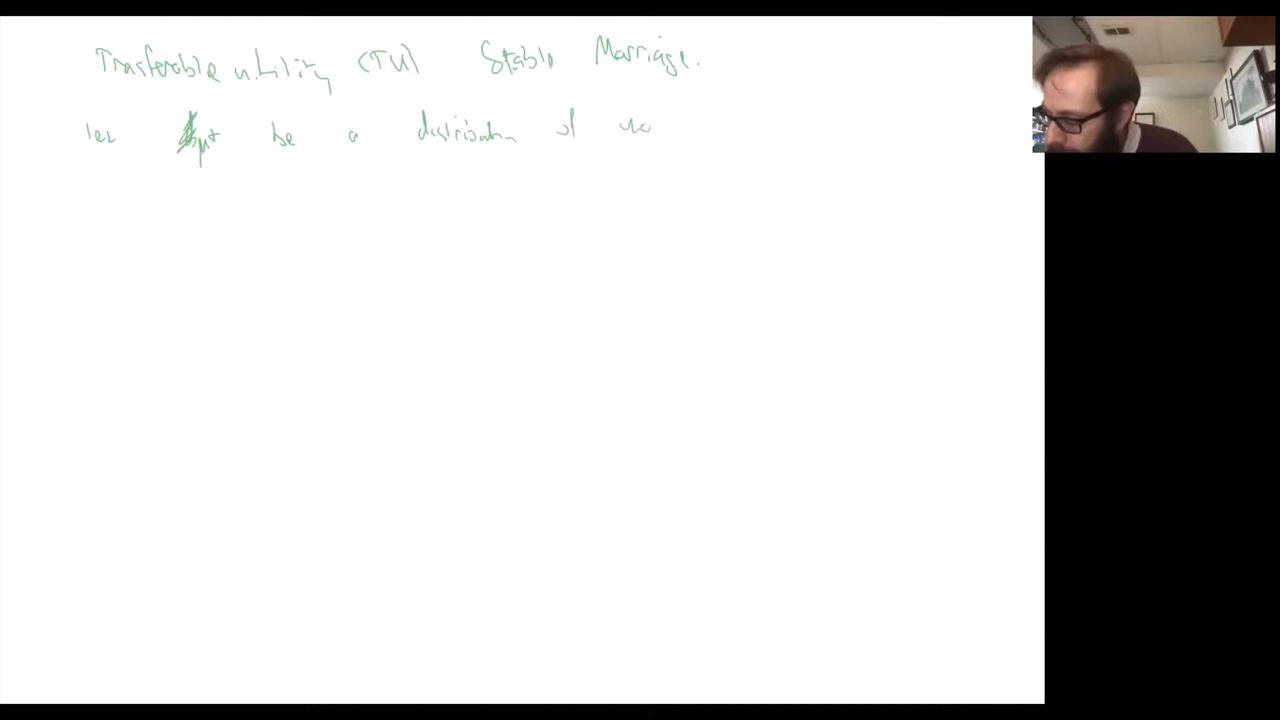 Trasferable utility (TU) Stable Marriage.
let μ⁺ be a distribution of